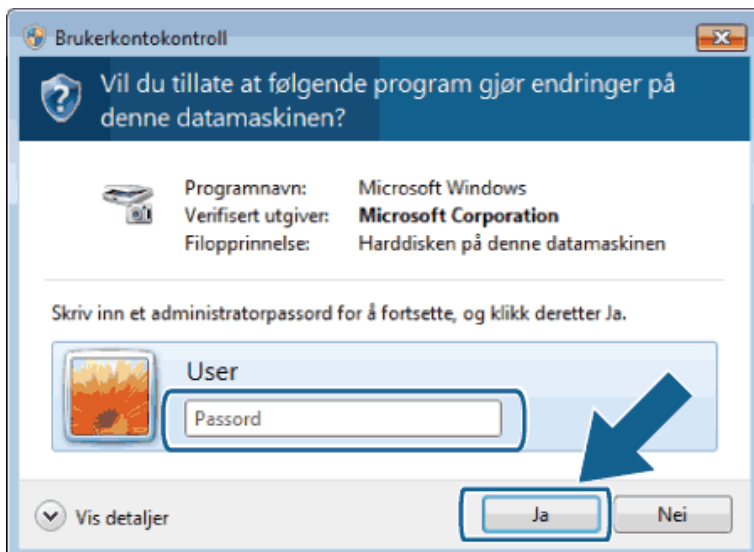 Brukerkontokontroll
Vil du tillate at følgende program gjør endringer på
denne datamaskinen?
Programnavn: Microsoft Windows
Verifisert utgiver: Microsoft Corporation
Filopprinnelse: Harddisken på denne datamaskinen
Skriv inn et administratorpassord for å fortsette, og klikk deretter Ja.
User
Passord
Vis detaljer Ja Nei